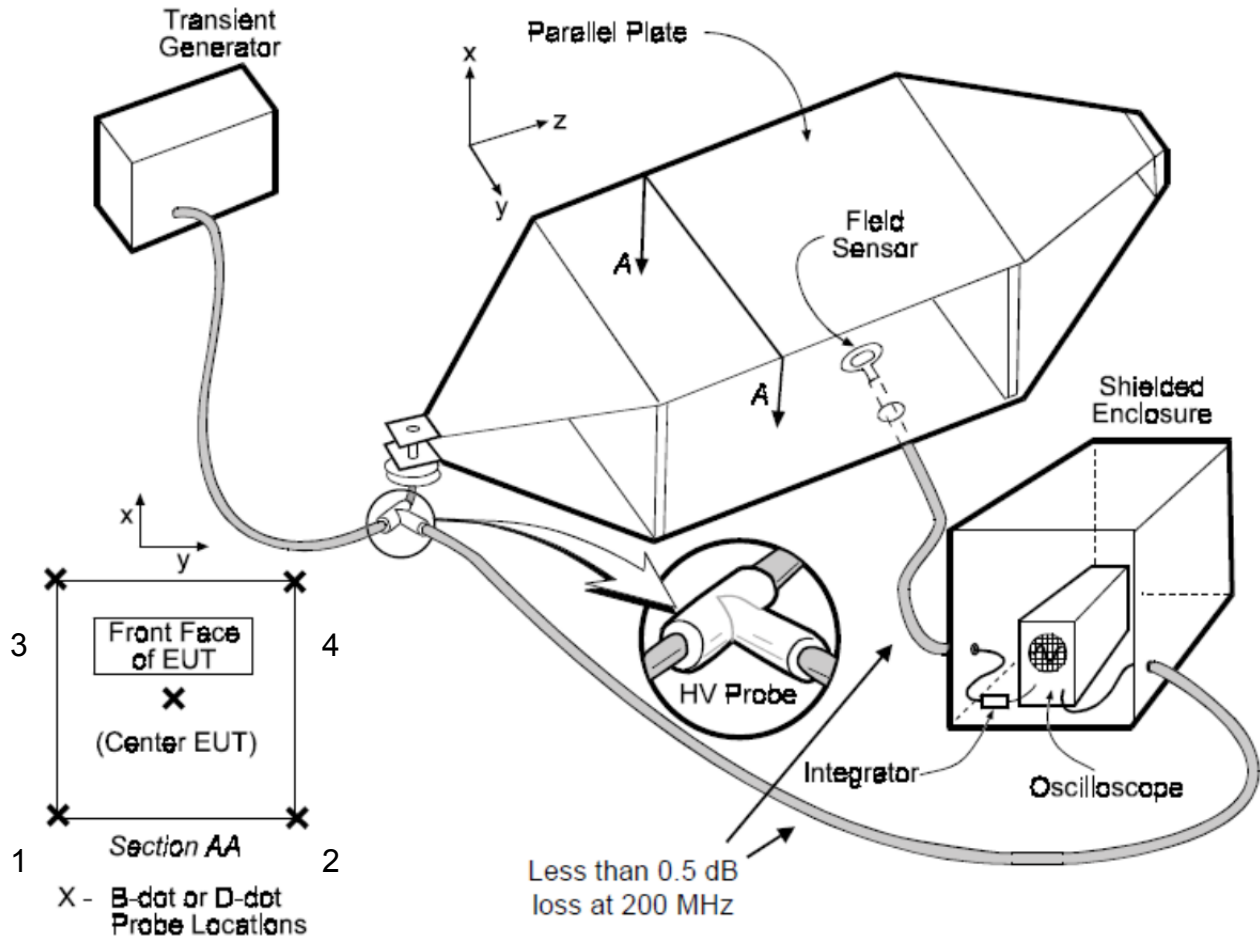 Transient
Generator
Parallel Plate
x
z
y
Field
Sensor
A
A
Shielded
Enclosure
x
y
3
4
Front Face
of EUT
(Center EUT)
HV Probe
Integrator
Oscilloscope
1
Section AA
2
X - B-dot or D-dot
Probe Locations
Less than 0.5 dB
loss at 200 MHz